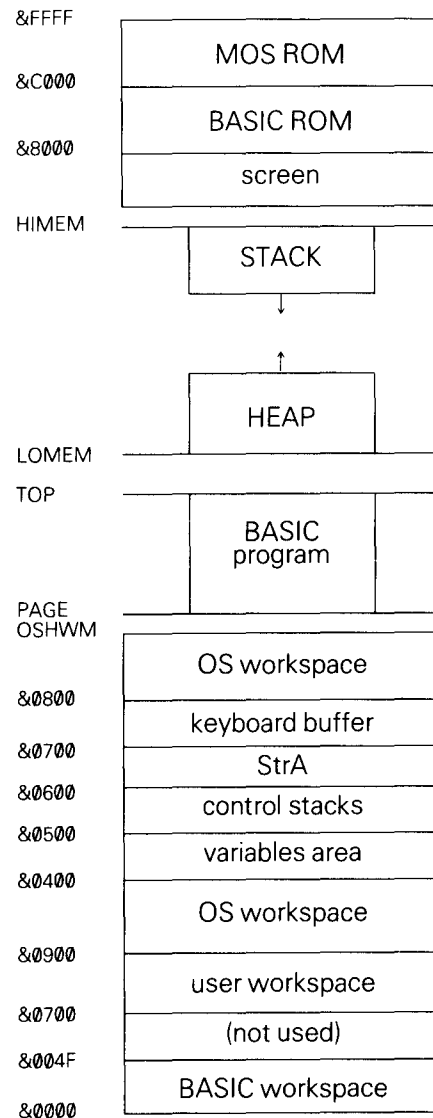 &FFFF
MOS ROM
&C000
BASIC ROM
&8000
screen
HIMEM
STACK
HEAP
LOMEM
TOP
BASIC
program
PAGE
OSHWM
OS workspace
&0800
keyboard buffer
&0700
StrA
&0600
control stacks
&0500
variables area
&0400
OS workspace
&0900
user workspace
&0700
(not used)
&004F
BASIC workspace
&0000